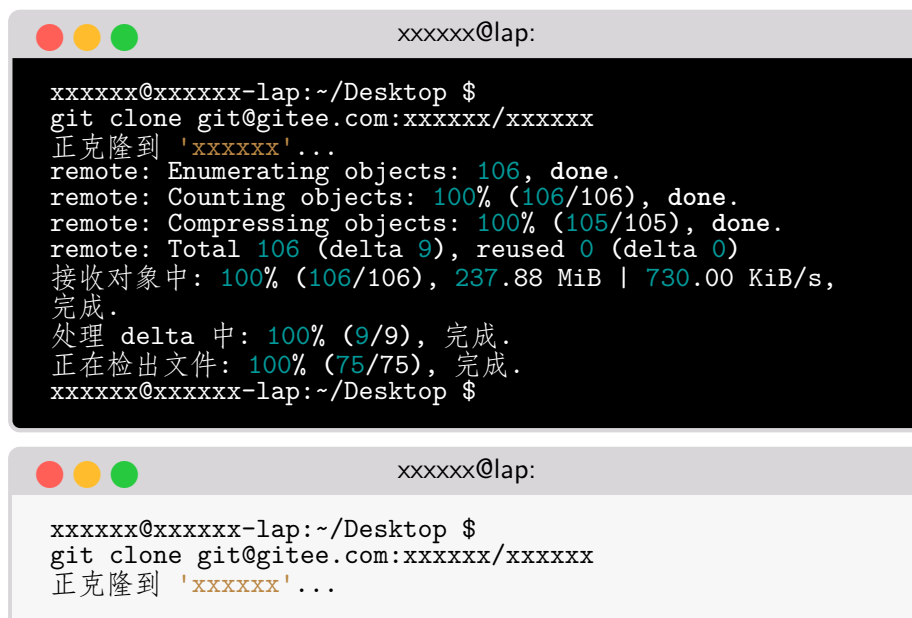 xxxxxx@lap:
xxxxxx@xxxxxx-lap:~/Desktop $
git clone git@gitee.com:xxxxxx/xxxxxx
正克隆到 'xxxxxx'...
remote: Enumerating objects: 106, done.
remote: Counting objects: 100% (106/106), done.
remote: Compressing objects: 100% (105/105), done.
remote: Total 106 (delta 9), reused 0 (delta 0)
接收对象中: 100% (106/106), 237.88 MiB | 730.00 KiB/s,
完成.
处理 delta 中: 100% (9/9), 完成.
正在检出文件: 100% (75/75), 完成.
xxxxxx@xxxxxx-lap:~/Desktop $
xxxxxx@lap:
xxxxxx@xxxxxx-lap:~/Desktop $
git clone git@gitee.com:xxxxxx/xxxxxx
正克隆到 'xxxxxx'...